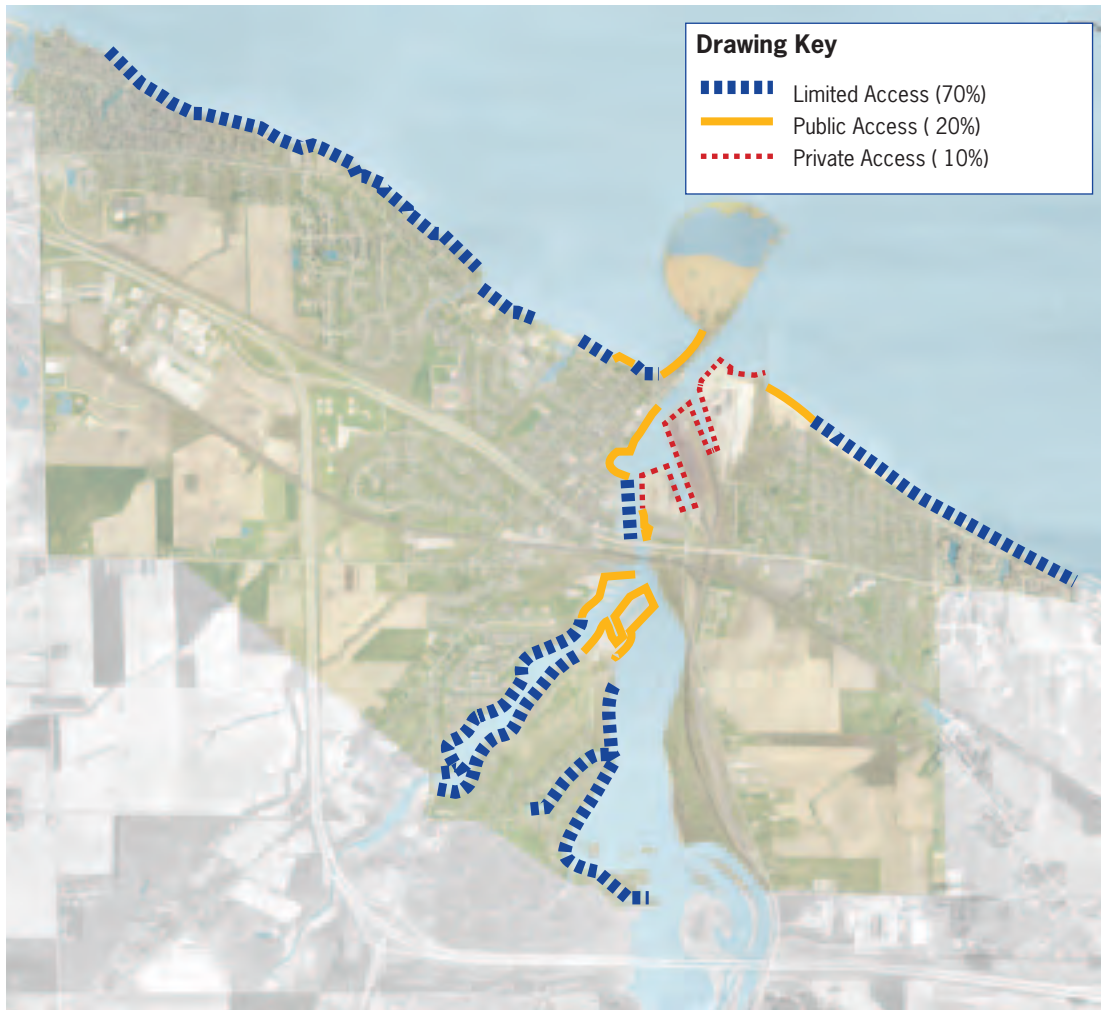 Drawing Key
Limited Access (70%)
Public Access ( 20%)
Private Access ( 10%)